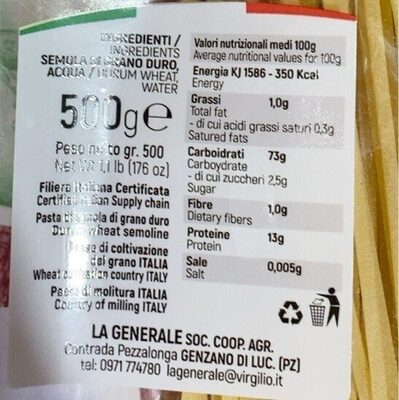 INGREDIENTI /
INGREDIENTS
SEMOLA DI GRANO DURO,
ACQUA / DURUM WHEAT,
WATER
500g e
Peso netto gr. 500
Net Wt 1,1 lb (176 oz)
Filiera Italiana Certificata
Certified Italian Supply chain
Pasta di semola di grano duro
Durum wheat semoline
Paese di coltivazione
del grano ITALIA
Wheat cultivation country ITALY
Paese di molitura ITALIA
Country of milling ITALY
Valori nutrizionali medi 100g
Average nutritional values for 100g
Energia KJ 1586 - 350 Kcal
Energy
Grassi 1,0g
Total fat
- di cui acidi grassi saturi 0,3g
Satured fats
Carboidrati 73g
Carboydrate
- di cui zuccheri 2,5g
Sugar
Fibre 1,0g
Dietary fibers
Proteine 13g
Protein
Sale 0,005g
Salt
LA GENERALE SOC. COOP. AGR.
Contrada Pezzalonga GENZANO DI LUC. (PZ)
tel: 0971 774780 lagenerale@virgilio.it